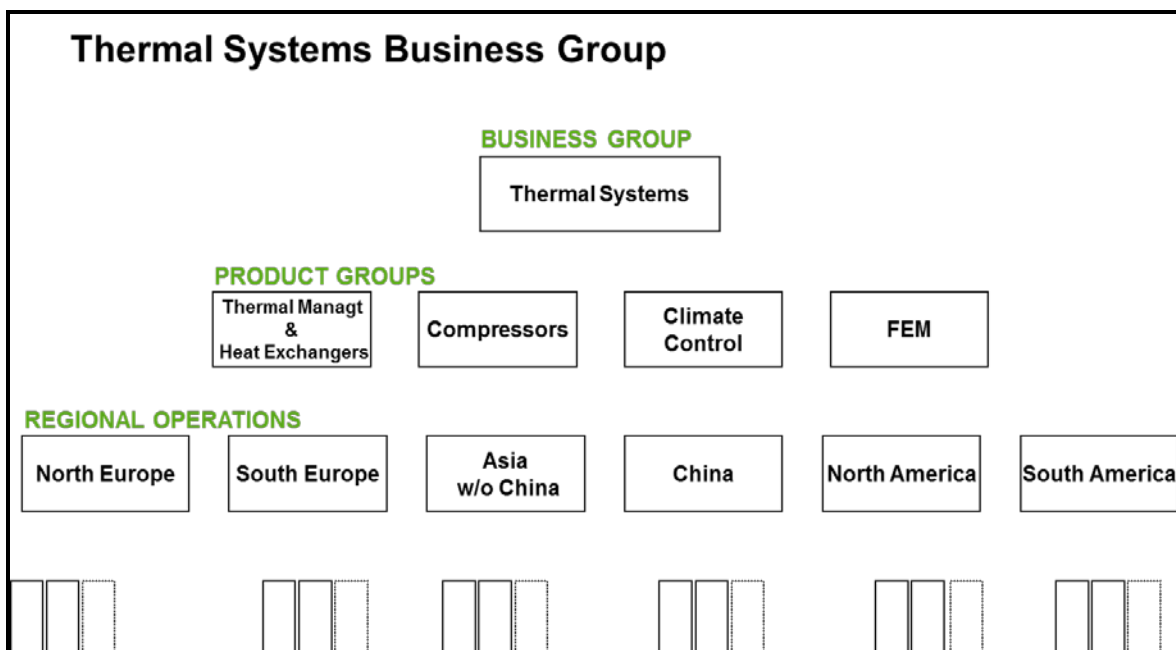 Thermal Systems Business Group
BUSINESS GROUP
Thermal Systems
PRODUCT GROUPS
Thermal Managt
&
Heat Exchangers
Compressors
Climate
Control
FEM
REGIONAL OPERATIONS
North Europe
South Europe
Asia
w/o China
China
North America
South America